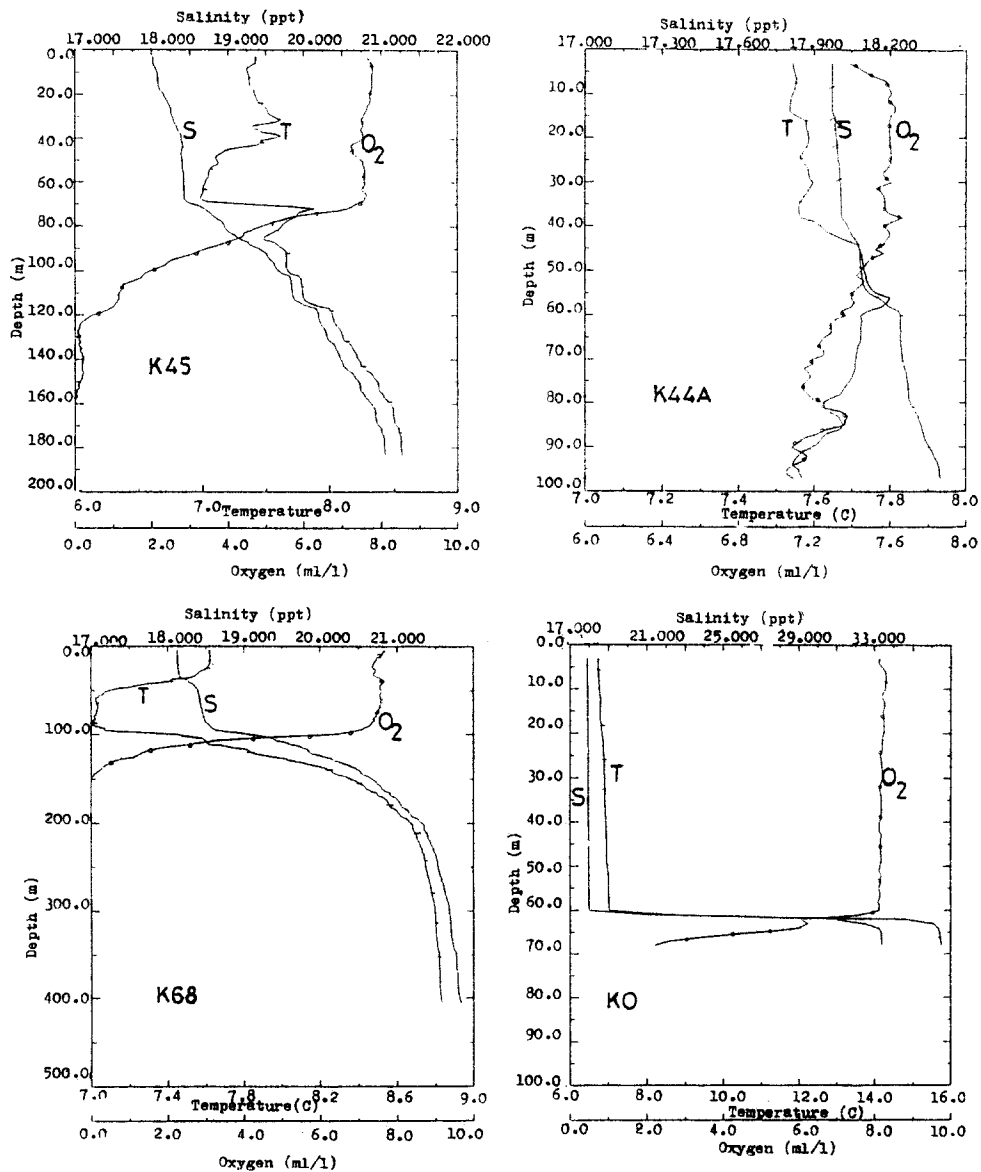 Salinity (ppt)
17.000 18.000 19.000 20.000 21.000 22.000
0.0
20.0
40.0
60.0
80.0
100.0
120.0
140.0
160.0
180.0
200.0
Depth (m)
S
T
O2
K45
6.0 7.0 8.0 9.0
Temperature
0.0 2.0 4.0 6.0 8.0 10.0
Oxygen (ml/l)
Salinity (ppt)
17.000 17.300 17.600 17.900 18.200
0.0
10.0
20.0
30.0
40.0
50.0
60.0
70.0
80.0
90.0
100.0
Depth (m)
T
S
O2
K44A
7.0 7.2 7.4 7.6 7.8 8.0
Temperature (C)
6.0 6.4 6.8 7.2 7.6 8.0
Oxygen (ml/l)
Salinity (ppt)
17.000 18.000 19.000 20.000 21.000
0.0
100.0
200.0
300.0
400.0
500.0
Depth (m)
T
S
O2
K68
7.0 7.4 7.8 8.2 8.6 9.0
Temperature(C)
0.0 2.0 4.0 6.0 8.0 10.0
Oxygen (ml/l)
Salinity (ppt)
17.000 21.000 25.000 29.000 33.000
0.0
10.0
20.0
30.0
40.0
50.0
60.0
70.0
80.0
90.0
100.0
Depth (m)
S
T
O2
K0
6.0 8.0 10.0 12.0 14.0 16.0
Temperature (C)
0.0 2.0 4.0 6.0 8.0 10.0
Oxygen (ml/l)